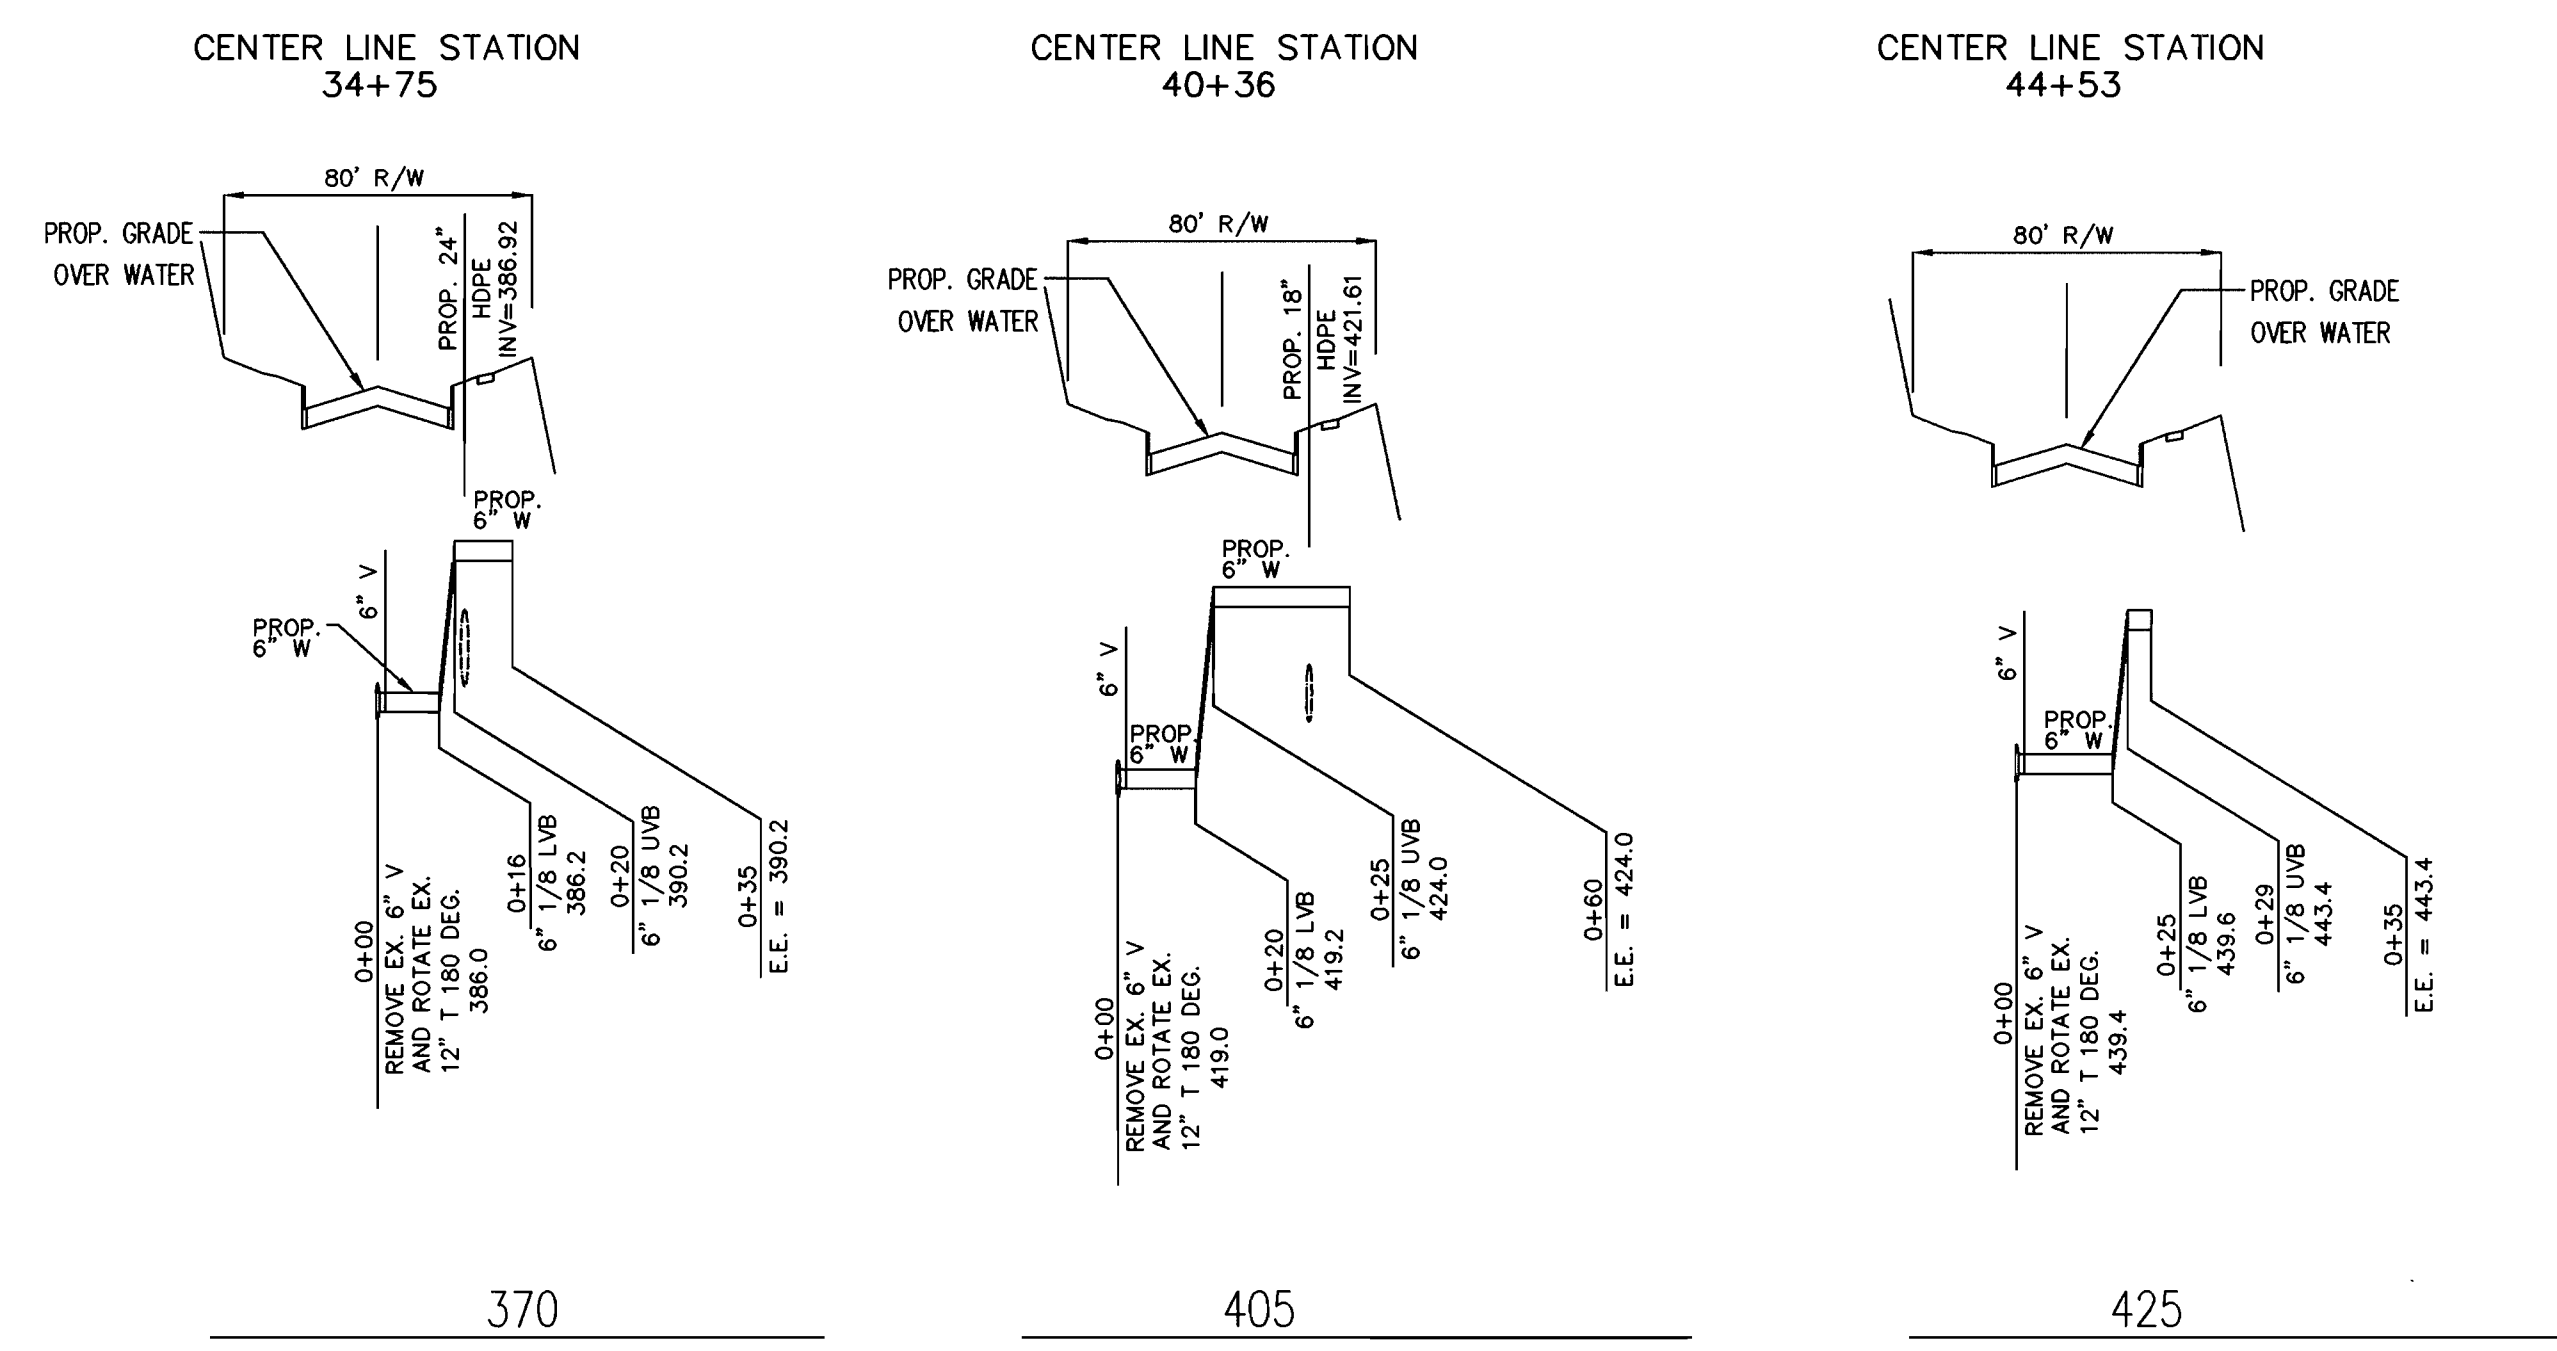 CENTER LINE STATION
34+75
80' R/W
PROP. GRADE
OVER WATER
PROP. 24"
HDPE
INV=386.92
PROP.
6" W
6" V
PROP.
6" W
0+00
REMOVE EX. 6" V
AND ROTATE EX.
12" T 180 DEG.
386.0
0+16
6" 1/8 LVB
386.2
0+20
6" 1/8 UVB
390.2
0+35
E.E. = 390.2
370
CENTER LINE STATION
40+36
80' R/W
PROP. GRADE
OVER WATER
PROP. 18"
HDPE
INV=421.61
PROP.
6" W
6" V
PROP.
6" W
0+00
REMOVE EX. 6" V
AND ROTATE EX.
12" T 180 DEG.
419.0
0+20
6" 1/8 LVB
419.2
0+25
6" 1/8 UVB
424.0
0+60
E.E. = 424.0
405
CENTER LINE STATION
44+53
80' R/W
PROP. GRADE
OVER WATER
6" V
PROP.
6" W
0+00
REMOVE EX. 6" V
AND ROTATE EX.
12" T 180 DEG.
439.4
0+25
6" 1/8 LVB
439.6
0+29
6" 1/8 UVB
443.4
0+35
E.E. = 443.4
425